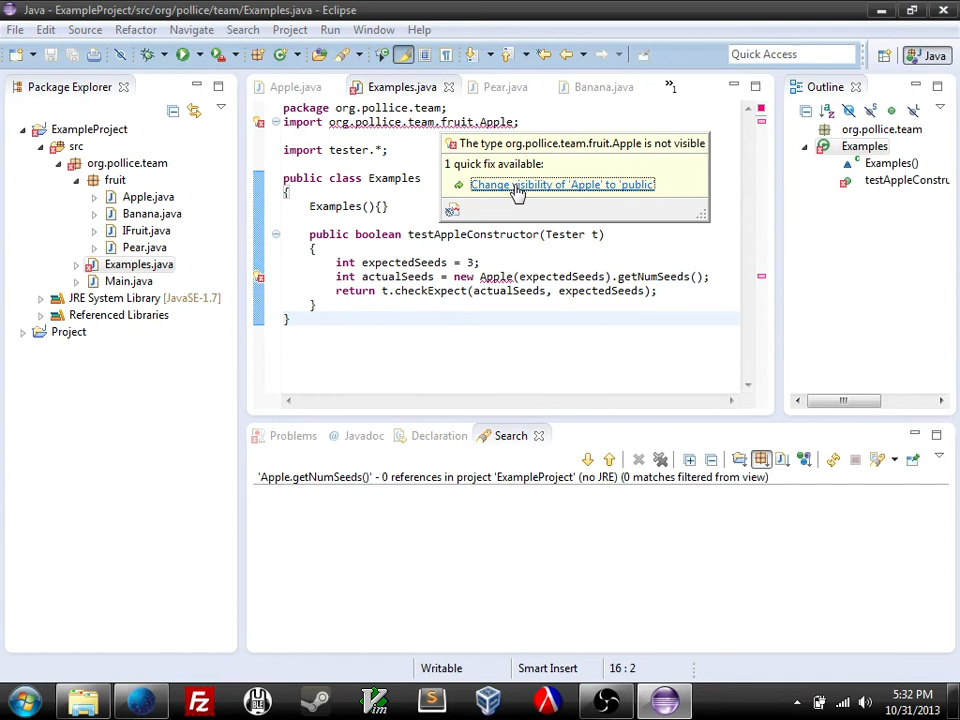 Java - ExampleProject/src/org/pollice/team/Examples.java - Eclipse
File Edit Source Refactor Navigate Search Project Run Window Help
Quick Access
Java
Package Explorer
Apple.java
Examples.java
Pear.java
Banana.java
»1
Outline
ExampleProject
src
org.pollice.team
fruit
Apple.java
Banana.java
IFruit.java
Pear.java
Examples.java
Main.java
JRE System Library [JavaSE-1.7]
Referenced Libraries
Project
package org.pollice.team;
import org.pollice.team.fruit.Apple;
import tester.*;
public class Examples
{
Examples(){}
public boolean testAppleConstructor(Tester t)
{
int expectedSeeds = 3;
int actualSeeds = new Apple(expectedSeeds).getNumSeeds();
return t.checkExpect(actualSeeds, expectedSeeds);
}
}
The type org.pollice.team.fruit.Apple is not visible
1 quick fix available:
Change visibility of 'Apple' to 'public'
org.pollice.team
Examples
Examples()
testAppleConstru
Problems
@ Javadoc
Declaration
Search
'Apple.getNumSeeds()' - 0 references in project 'ExampleProject' (no JRE) (0 matches filtered from view)
Writable
Smart Insert
16 : 2
5:32 PM
10/31/2013